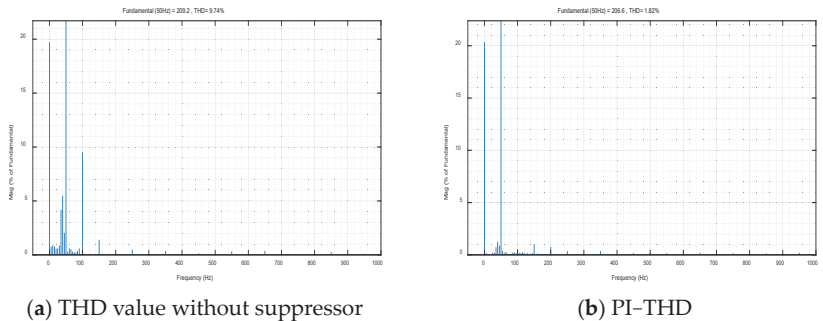 Fundamental (50Hz) = 209.2 , THD= 9.74%
20
15
10
5
0
Mag (% of Fundamental)
0 100 200 300 400 500 600 700 800 900 1000
Frequency (Hz)
(a) THD value without suppressor
Fundamental (50Hz) = 206.6 , THD= 1.82%
20
15
10
5
0
Mag (% of Fundamental)
0 100 200 300 400 500 600 700 800 900 1000
Frequency (Hz)
(b) PI–THD